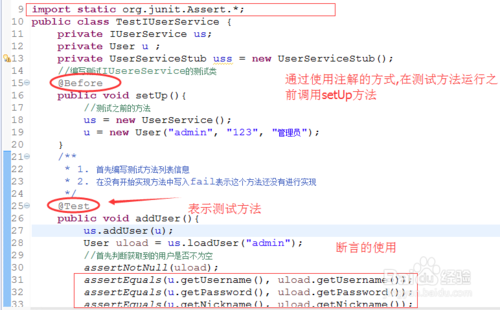 9 import static org.junit.Assert.*;
10 public class TestIUserService {
11 private IUserService us;
12 private User u ;
13 private UserServiceStub uss = new UserServiceStub();
14 //编写测试IUsereService的测试类
15 @Before
通过使用注解的方式,在测试方法运行之
前调用setUp方法
16 public void setUp(){
17 //测试之前的方法
18 us = new UserService();
19 u = new User("admin", "123", "管理员");
20 }
21 /**
22 * 1. 首先编写测试方法列表信息
23 * 2. 在没有开始实现方法中写入fail表示这个方法还没有进行实现
24 */
25 @Test
表示测试方法
26 public void addUser(){
27 us.addUser(u);
28 User uload = us.loadUser("admin");
断言的使用
29 //首先判断获取到的用户是否不为空
30 assertNotNull(uload);
31 assertEquals(u.getUsername(), uload.getUsername());
32 assertEquals(u.getPassword(), uload.getPassword());
33 assertEquals(u.getNickname(), uload.getNickname());
Baidu经验